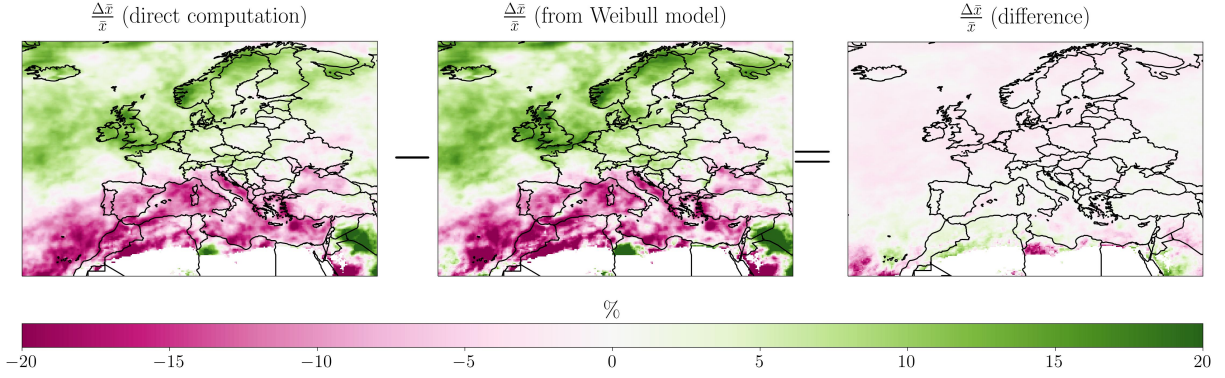 Δx̄/x̄ (direct computation)
Δx̄/x̄ (from Weibull model)
Δx̄/x̄ (difference)
−
=
%
−20 −15 −10 −5 0 5 10 15 20